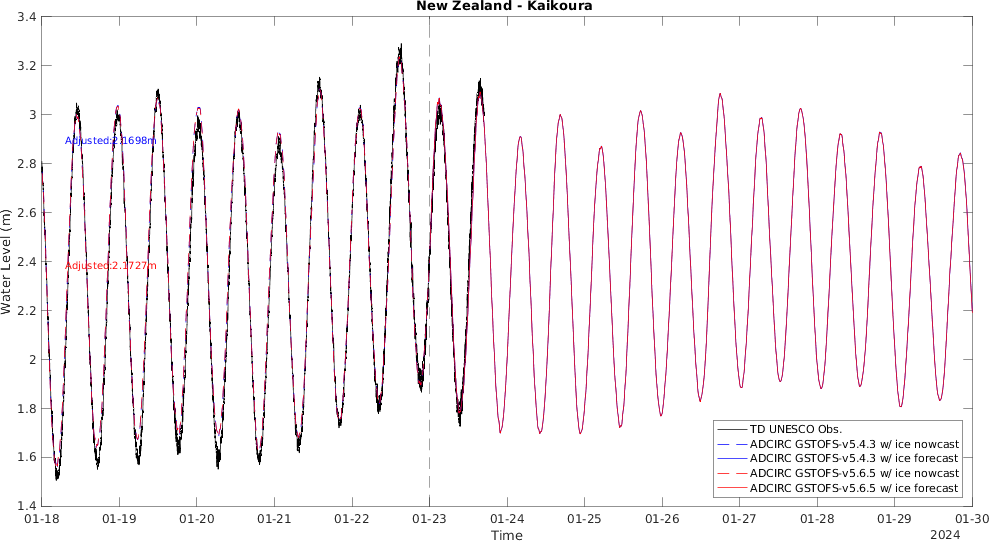 New Zealand - Kaikoura
3.4
3.2
3
2.8
2.6
2.4
2.2
2
1.8
1.6
1.4
Water Level (m)
Adjusted:2.1698m
Adjusted:2.1727m
TD UNESCO Obs.
ADCIRC GSTOFS-v5.4.3 w/ ice nowcast
ADCIRC GSTOFS-v5.4.3 w/ ice forecast
ADCIRC GSTOFS-v5.6.5 w/ ice nowcast
ADCIRC GSTOFS-v5.6.5 w/ ice forecast
01-18 01-19 01-20 01-21 01-22 01-23 01-24 01-25 01-26 01-27 01-28 01-29 01-30
Time
2024